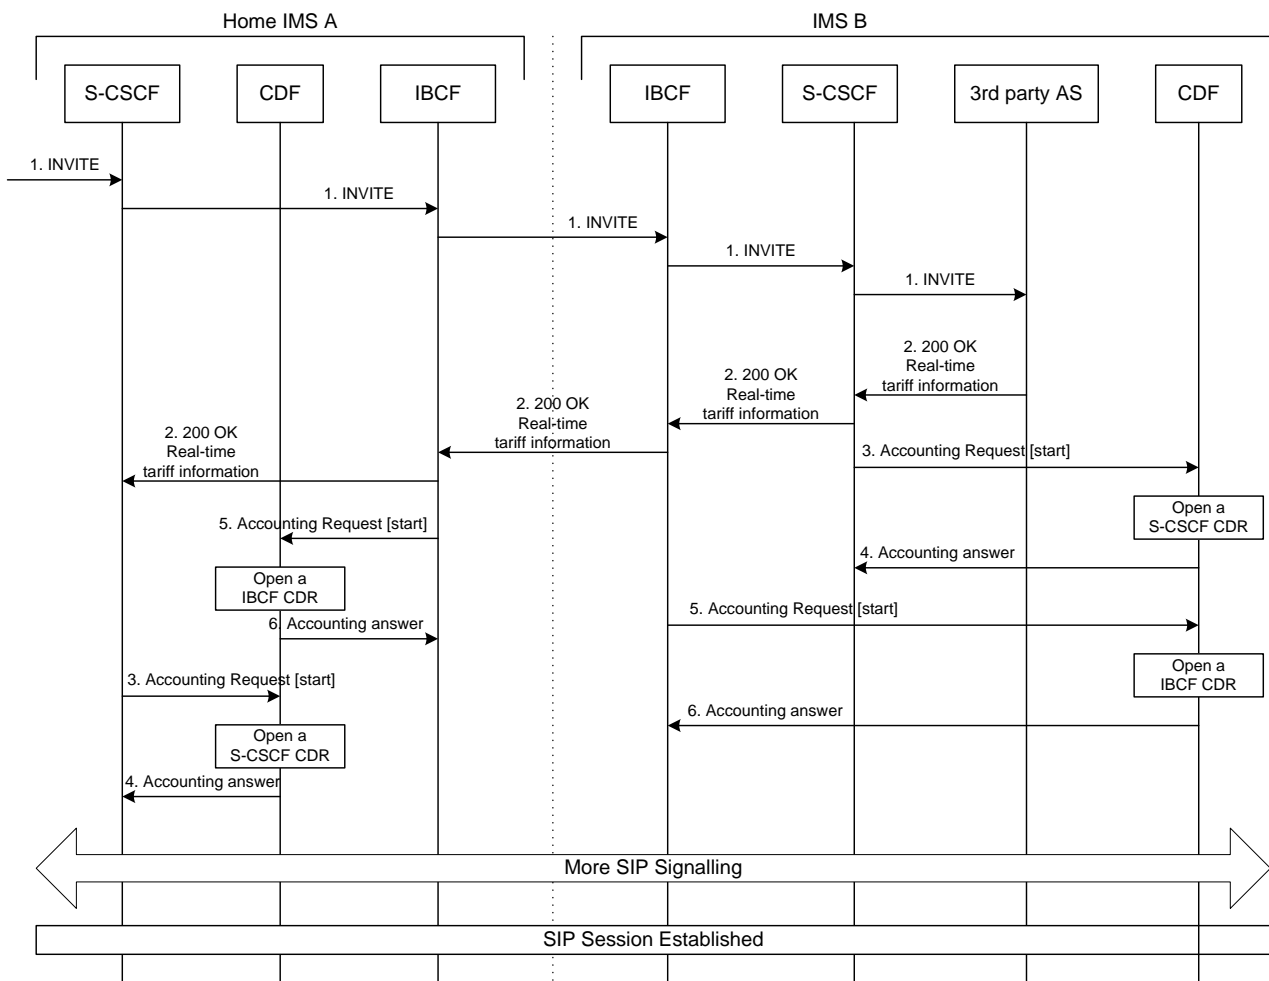 Home IMS A
IMS B
S-CSCF
CDF
IBCF
IBCF
S-CSCF
3rd party AS
CDF
1. INVITE
1. INVITE
1. INVITE
1. INVITE
1. INVITE
2. 200 OK
Real-time
tariff information
2. 200 OK
Real-time
tariff information
2. 200 OK
Real-time
tariff information
2. 200 OK
Real-time
tariff information
3. Accounting Request [start]
Open a
S-CSCF CDR
5. Accounting Request [start]
4. Accounting answer
Open a
IBCF CDR
5. Accounting Request [start]
6. Accounting answer
Open a
IBCF CDR
3. Accounting Request [start]
6. Accounting answer
Open a
S-CSCF CDR
4. Accounting answer
More SIP Signalling
SIP Session Established